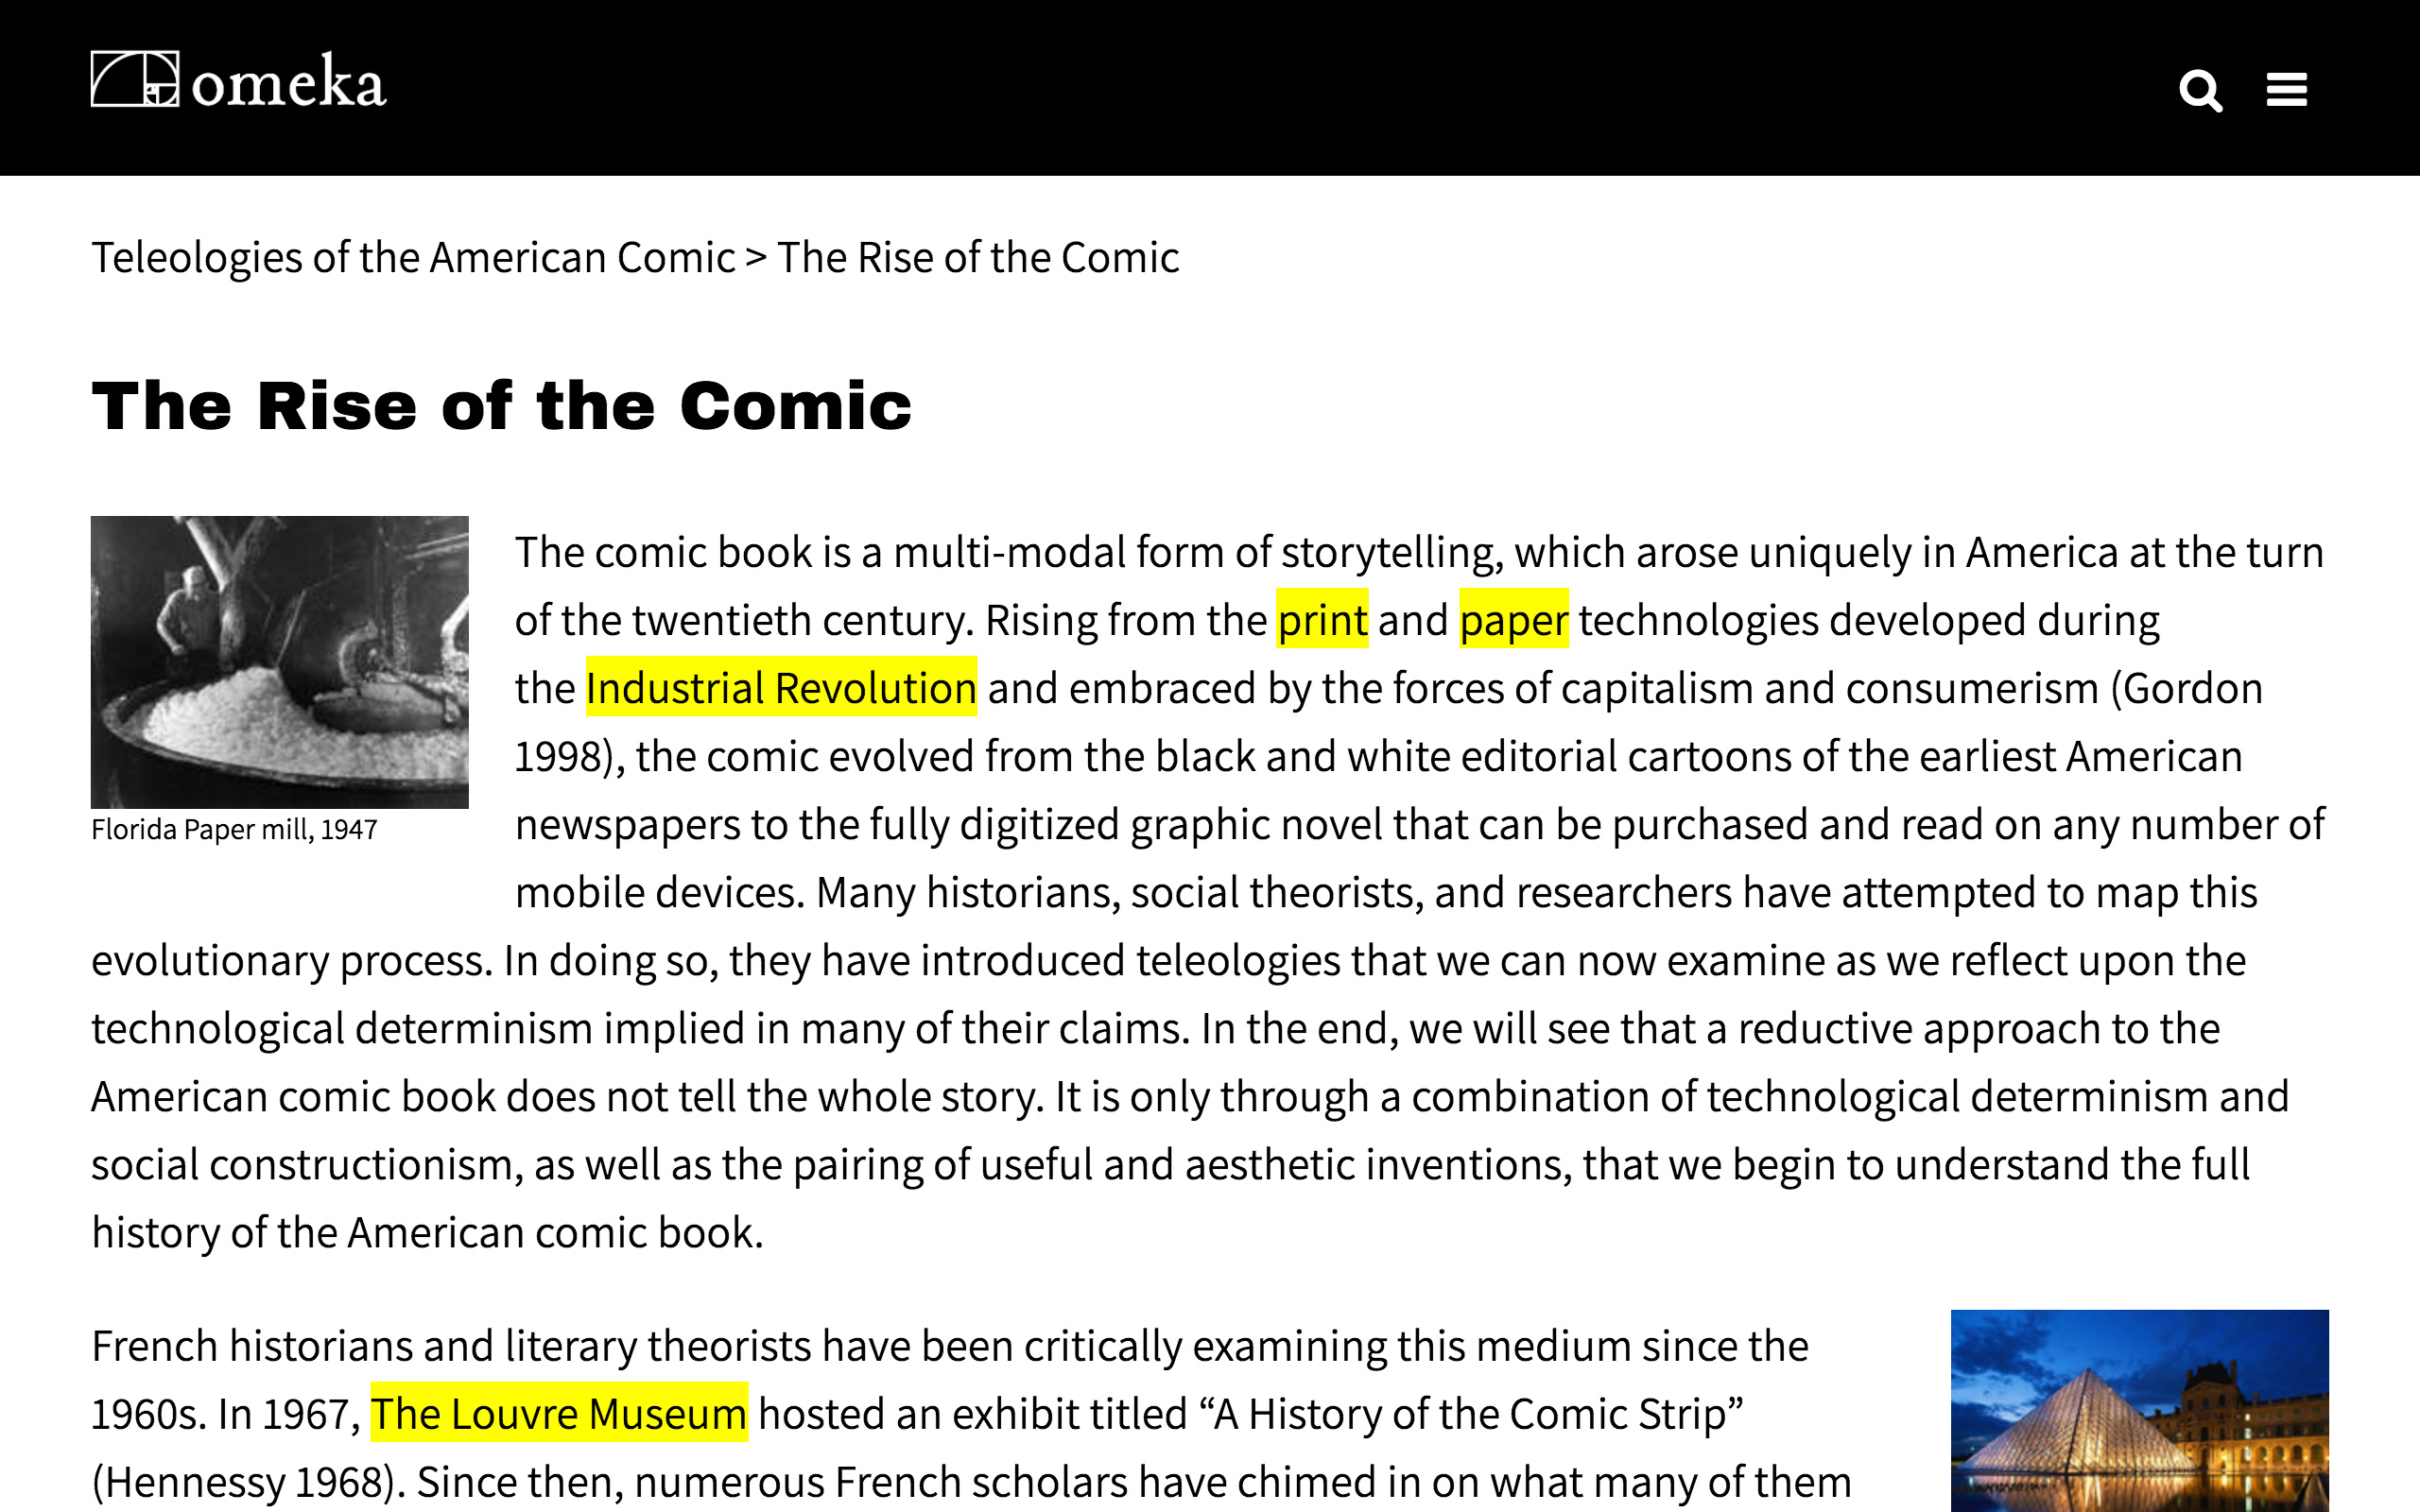 omeka
Teleologies of the American Comic > The Rise of the Comic
The Rise of the Comic
The comic book is a multi-modal form of storytelling, which arose uniquely in America at the turn
of the twentieth century. Rising from the print and paper technologies developed during
the Industrial Revolution and embraced by the forces of capitalism and consumerism (Gordon
1998), the comic evolved from the black and white editorial cartoons of the earliest American
newspapers to the fully digitized graphic novel that can be purchased and read on any number of
mobile devices. Many historians, social theorists, and researchers have attempted to map this
evolutionary process. In doing so, they have introduced teleologies that we can now examine as we reflect upon the
technological determinism implied in many of their claims. In the end, we will see that a reductive approach to the
American comic book does not tell the whole story. It is only through a combination of technological determinism and
social constructionism, as well as the pairing of useful and aesthetic inventions, that we begin to understand the full
history of the American comic book.
Florida Paper mill, 1947
French historians and literary theorists have been critically examining this medium since the
1960s. In 1967, The Louvre Museum hosted an exhibit titled “A History of the Comic Strip”
(Hennessy 1968). Since then, numerous French scholars have chimed in on what many of them